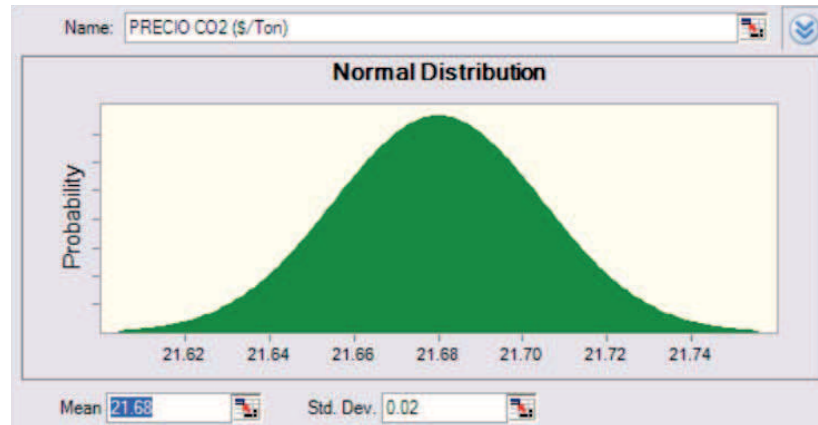 Name: PRECIO CO2 ($/Ton)
Normal Distribution
Probability
21.62 21.64 21.66 21.68 21.70 21.72 21.74
Mean 21.68 Std. Dev. 0.02